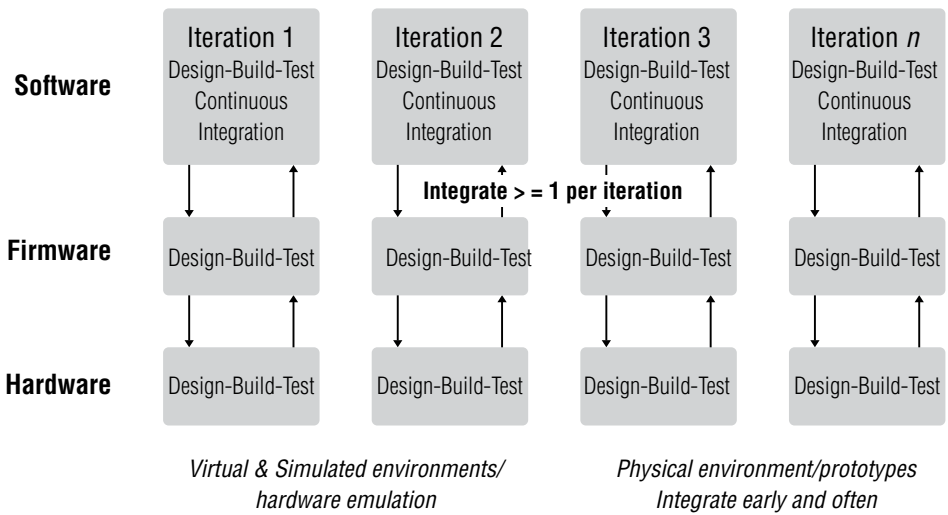 Iteration 1
Design-Build-Test
Continuous
Integration
Iteration 2
Design-Build-Test
Continuous
Integration
Iteration 3
Design-Build-Test
Continuous
Integration
Iteration n
Design-Build-Test
Continuous
Integration
Software
Integrate > = 1 per iteration
Firmware
Design-Build-Test
Design-Build-Test
Design-Build-Test
Design-Build-Test
Hardware
Design-Build-Test
Design-Build-Test
Design-Build-Test
Design-Build-Test
Virtual & Simulated environments/
hardware emulation
Physical environment/prototypes
Integrate early and often